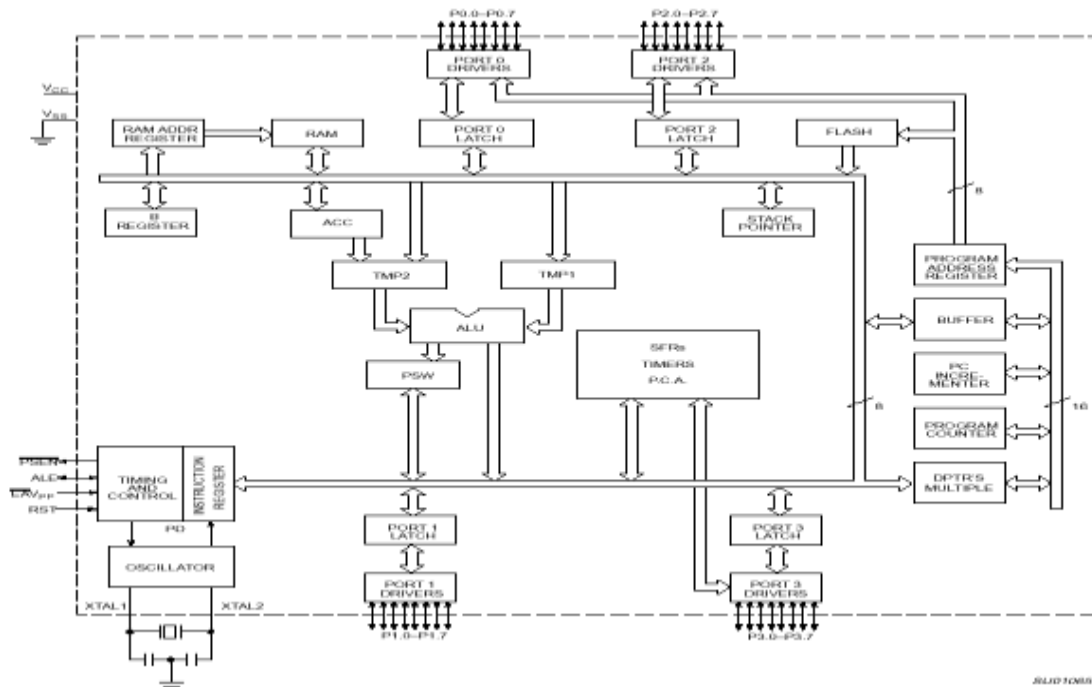 P0.0–P0.7
P2.0–P2.7
PORT 0
DRIVERS
PORT 2
DRIVERS
VCC
VSS
RAM ADDR
REGISTER
RAM
PORT 0
LATCH
PORT 2
LATCH
FLASH
8
B
REGISTER
ACC
STACK
POINTER
TMP2
TMP1
PROGRAM
ADDRESS
REGISTER
ALU
BUFFER
SFRs
TIMERS
P.C.A.
PSW
PC
INCRE-
MENTER
8
16
PROGRAM
COUNTER
PSEN
ALE
EAVPP
RST
TIMING
AND
CONTROL
INSTRUCTION
REGISTER
DPTR'S
MULTIPLE
PD
PORT 1
LATCH
PORT 3
LATCH
OSCILLATOR
PORT 1
DRIVERS
PORT 3
DRIVERS
XTAL1
XTAL2
P1.0–P1.7
P3.0–P3.7